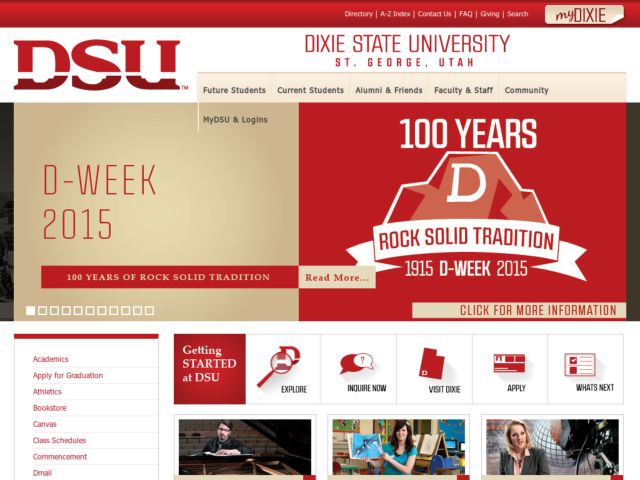 Directory | A-Z Index | Contact Us | FAQ | Giving | Search
myDIXIE
DSU™
DIXIE STATE UNIVERSITY
ST. GEORGE, UTAH
Future Students
Current Students
Alumni & Friends
Faculty & Staff
Community
MyDSU & Logins
D-WEEK
2015
100 YEARS OF ROCK SOLID TRADITION
Read More...
100 YEARS
D
ROCK SOLID TRADITION
1915 D-WEEK 2015
CLICK FOR MORE INFORMATION
Academics
Apply for Graduation
Athletics
Bookstore
Canvas
Class Schedules
Commencement
Dmail
Getting
STARTED
at DSU
EXPLORE
INQUIRE NOW
VISIT DIXIE
APPLY
WHATS NEXT